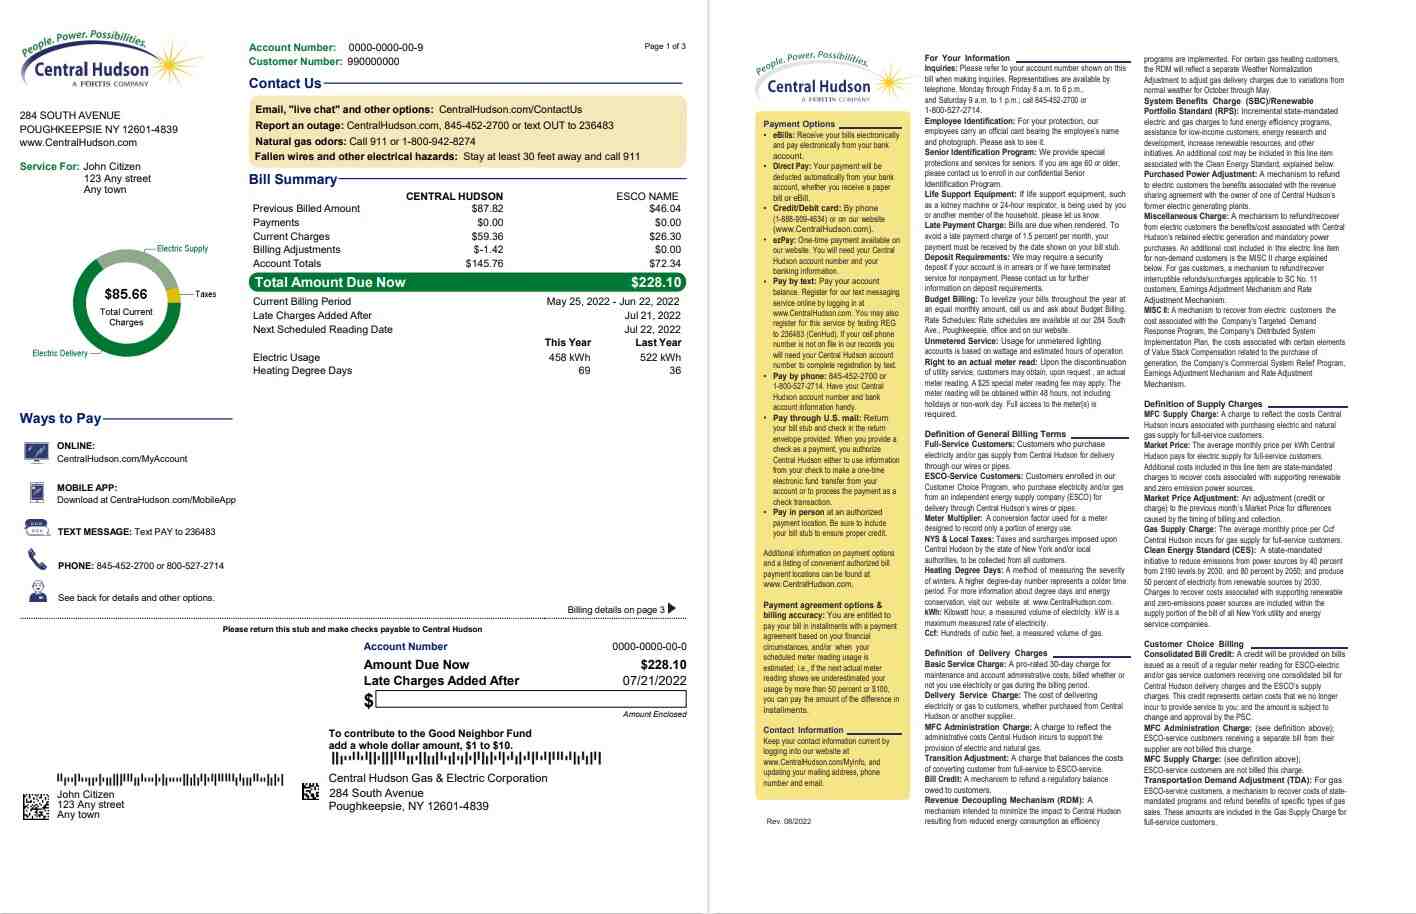 People. Power. Possibilities.
Central Hudson
A FORTIS COMPANY
284 SOUTH AVENUE
POUGHKEEPSIE NY 12601-4839
www.CentralHudson.com
Service For: John Citizen
123 Any street
Any town
Electric Supply
$85.66
Total Current
Charges
Taxes
Electric Delivery
Account Number: 0000-0000-00-9
Customer Number: 990000000
Page 1 of 3
Contact Us
Email, "live chat" and other options: CentralHudson.com/ContactUs
Report an outage: CentralHudson.com, 845-452-2700 or text OUT to 236483
Natural gas odors: Call 911 or 1-800-942-8274
Fallen wires and other electrical hazards: Stay at least 30 feet away and call 911
Bill Summary
CENTRAL HUDSON ESCO NAME
Previous Billed Amount $87.82 $46.04
Payments $0.00 $0.00
Current Charges $59.36 $26.30
Billing Adjustments $-1.42 $0.00
Account Totals $145.76 $72.34
Total Amount Due Now $228.10
Current Billing Period May 25, 2022 - Jun 22, 2022
Late Charges Added After Jul 21, 2022
Next Scheduled Reading Date Jul 22, 2022
This Year Last Year
Electric Usage 458 kWh 522 kWh
Heating Degree Days 69 36
Ways to Pay
ONLINE:
CentralHudson.com/MyAccount
MOBILE APP:
Download at CentralHudson.com/MobileApp
TEXT MESSAGE: Text PAY to 236483
PHONE: 845-452-2700 or 800-527-2714
See back for details and other options.
Billing details on page 3
Please return this stub and make checks payable to Central Hudson
Account Number 0000-0000-00-0
Amount Due Now $228.10
Late Charges Added After 07/21/2022
$
Amount Enclosed
To contribute to the Good Neighbor Fund
add a whole dollar amount, $1 to $10.
John Citizen
123 Any street
Any town
Central Hudson Gas & Electric Corporation
284 South Avenue
Poughkeepsie, NY 12601-4839
People. Power. Possibilities.
Central Hudson
A FORTIS COMPANY
Payment Options
• eBills: Receive your bills electronically
and pay electronically from your bank
account.
• Direct Pay: Your payment will be
deducted automatically from your bank
account, whether you receive a paper
bill or eBill.
• Credit/Debit card: By phone
(1-888-909-4634) or on our website
(www.CentralHudson.com).
• ezPay: One-time payment available on
our website. You will need your Central
Hudson account number and your
banking information.
• Pay by text: Pay your account
balance. Register for our text messaging
service online by logging in at
www.CentralHudson.com. You may also
register for this service by texting REG
to 236483 (CenHud). If your cell phone
number is not on file in our records you
will need your Central Hudson account
number to complete registration by text.
• Pay by phone: 845-452-2700 or
1-800-527-2714. Have your Central
Hudson account number and bank
account information handy.
• Pay through U.S. mail: Return
your bill stub and check in the return
envelope provided. When you provide a
check as a payment, you authorize
Central Hudson either to use information
from your check to make a one-time
electronic fund transfer from your
account or to process the payment as a
check transaction.
• Pay in person at an authorized
payment location. Be sure to include
your bill stub to ensure proper credit.
Additional information on payment options
and a listing of convenient authorized bill
payment locations can be found at
www.CentralHudson.com.
Payment agreement options &
billing accuracy: You are entitled to
pay your bill in installments with a payment
agreement based on your financial
circumstances, and/or when your
scheduled meter reading usage is
estimated; i.e., if the next actual meter
reading shows we underestimated your
usage by more than 50 percent or $100,
you can pay the amount of the difference in
installments.
Contact Information
Keep your contact information current by
logging into our website at
www.CentralHudson.com/MyInfo, and
updating your mailing address, phone
number and email.
Rev. 08/2022
For Your Information
Inquiries: Please refer to your account number shown on this
bill when making inquiries. Representatives are available by
telephone, Monday through Friday 8 a.m. to 6 p.m.,
and Saturday 9 a.m. to 1 p.m.; call 845-452-2700 or
1-800-527-2714.
Employee Identification: For your protection, our
employees carry an official card bearing the employee's name
and photograph. Please ask to see it.
Senior Identification Program: We provide special
protections and services for seniors. If you are age 60 or older,
please contact us to enroll in our confidential Senior
Identification Program.
Life Support Equipment: If life support equipment, such
as a kidney machine or 24-hour respirator, is being used by you
or another member of the household, please let us know.
Late Payment Charge: Bills are due when rendered. To
avoid a late payment charge of 1.5 percent per month, your
payment must be received by the date shown on your bill stub.
Deposit Requirements: We may require a security
deposit if your account is in arrears or if we have terminated
service for nonpayment. Please contact us for further
information on deposit requirements.
Budget Billing: To levelize your bills throughout the year at
an equal monthly amount, call us and ask about Budget Billing.
Rate Schedules: Rate schedules are available at our 284 South
Ave., Poughkeepsie, office and on our website.
Unmetered Service: Usage for unmetered lighting
accounts is based on wattage and estimated hours of operation.
Right to an actual meter read: Upon the discontinuation
of utility service, customers may obtain, upon request , an actual
meter reading. A $25 special meter reading fee may apply. The
meter reading will be obtained within 48 hours, not including
holidays or non-work day. Full access to the meter(s) is
required.
Definition of General Billing Terms
Full-Service Customers: Customers who purchase
electricity and/or gas supply from Central Hudson for delivery
through our wires or pipes.
ESCO-Service Customers: Customers enrolled in our
Customer Choice Program, who purchase electricity and/or gas
from an independent energy supply company (ESCO) for
delivery through Central Hudson's wires or pipes.
Meter Multiplier: A conversion factor used for a meter
designed to record only a portion of energy use.
NYS & Local Taxes: Taxes and surcharges imposed upon
Central Hudson by the state of New York and/or local
authorities, to be collected from all customers.
Heating Degree Days: A method of measuring the severity
of winters. A higher degree-day number represents a colder time
period. For more information about degree days and energy
conservation, visit our website at www.CentralHudson.com.
kWh: Kilowatt hour, a measured volume of electricity. kW is a
maximum measured rate of electricity.
Ccf: Hundreds of cubic feet, a measured volume of gas.
Definition of Delivery Charges
Basic Service Charge: A pro-rated 30-day charge for
maintenance and account administrative costs, billed whether or
not you use electricity or gas during the billing period.
Delivery Service Charge: The cost of delivering
electricity or gas to customers, whether purchased from Central
Hudson or another supplier.
MFC Administration Charge: A charge to reflect the
administrative costs Central Hudson incurs to support the
provision of electric and natural gas.
Transition Adjustment: A charge that balances the costs
of converting customer from full-service to ESCO-service.
Bill Credit: A mechanism to refund a regulatory balance
owed to customers.
Revenue Decoupling Mechanism (RDM): A
mechanism intended to minimize the impact to Central Hudson
resulting from reduced energy consumption as efficiency
programs are implemented. For certain gas heating customers,
the RDM will reflect a separate Weather Normalization
Adjustment to adjust gas delivery charges due to variations from
normal weather for October through May.
System Benefits Charge (SBC)/Renewable
Portfolio Standard (RPS): Incremental state-mandated
electric and gas charges to fund energy efficiency programs,
assistance for low-income customers, energy research and
development, increase renewable resources, and other
initiatives. An additional cost may be included in this line item
associated with the Clean Energy Standard, explained below.
Purchased Power Adjustment: A mechanism to refund
to electric customers the benefits associated with the revenue
sharing agreement with the owner of one of Central Hudson's
former electric generating plants.
Miscellaneous Charge: A mechanism to refund/recover
from electric customers the benefits/cost associated with Central
Hudson's retained electric generation and mandatory power
purchases. An additional cost included in this electric line item
for non-demand customers is the MISC II charge explained
below. For gas customers, a mechanism to refund/recover
interruptible refunds/surcharges applicable to SC No. 11
customers, Earnings Adjustment Mechanism and Rate
Adjustment Mechanism.
MISC II: A mechanism to recover from electric customers the
cost associated with the Company's Targeted Demand
Response Program, the Company's Distributed System
Implementation Plan, the costs associated with certain elements
of Value Stack Compensation related to the purchase of
generation, the Company's Commercial System Relief Program,
Earnings Adjustment Mechanism and Rate Adjustment
Mechanism.
Definition of Supply Charges
MFC Supply Charge: A charge to reflect the costs Central
Hudson incurs associated with purchasing electric and natural
gas supply for full-service customers.
Market Price: The average monthly price per kWh Central
Hudson pays for electric supply for full-service customers.
Additional costs included in this line item are state-mandated
charges to recover costs associated with supporting renewable
and zero emission power sources.
Market Price Adjustment: An adjustment (credit or
charge) to the previous month's Market Price for differences
caused by the timing of billing and collection.
Gas Supply Charge: The average monthly price per Ccf
Central Hudson incurs for gas supply for full-service customers.
Clean Energy Standard (CES): A state-mandated
initiative to reduce emissions from power sources by 40 percent
from 2190 levels by 2030, and 80 percent by 2050; and produce
50 percent of electricity from renewable sources by 2030.
Charges to recover costs associated with supporting renewable
and zero-emissions power sources are included within the
supply portion of the bill of all New York utility and energy
service companies.
Customer Choice Billing
Consolidated Bill Credit: A credit will be provided on bills
issued as a result of a regular meter reading for ESCO-electric
and/or gas service customers receiving one consolidated bill for
Central Hudson delivery charges and the ESCO's supply
charges. This credit represents certain costs that we no longer
incur to provide service to you; and the amount is subject to
change and approval by the PSC.
MFC Administration Charge: (see definition above);
ESCO-service customers receiving a separate bill from their
supplier are not billed this charge.
MFC Supply Charge: (see definition above);
ESCO-service customers are not billed this charge.
Transportation Demand Adjustment (TDA): For gas
ESCO-service customers, a mechanism to recover costs of state-
mandated programs and refund benefits of specific types of gas
sales. These amounts are included in the Gas Supply Charge for
full-service customers.